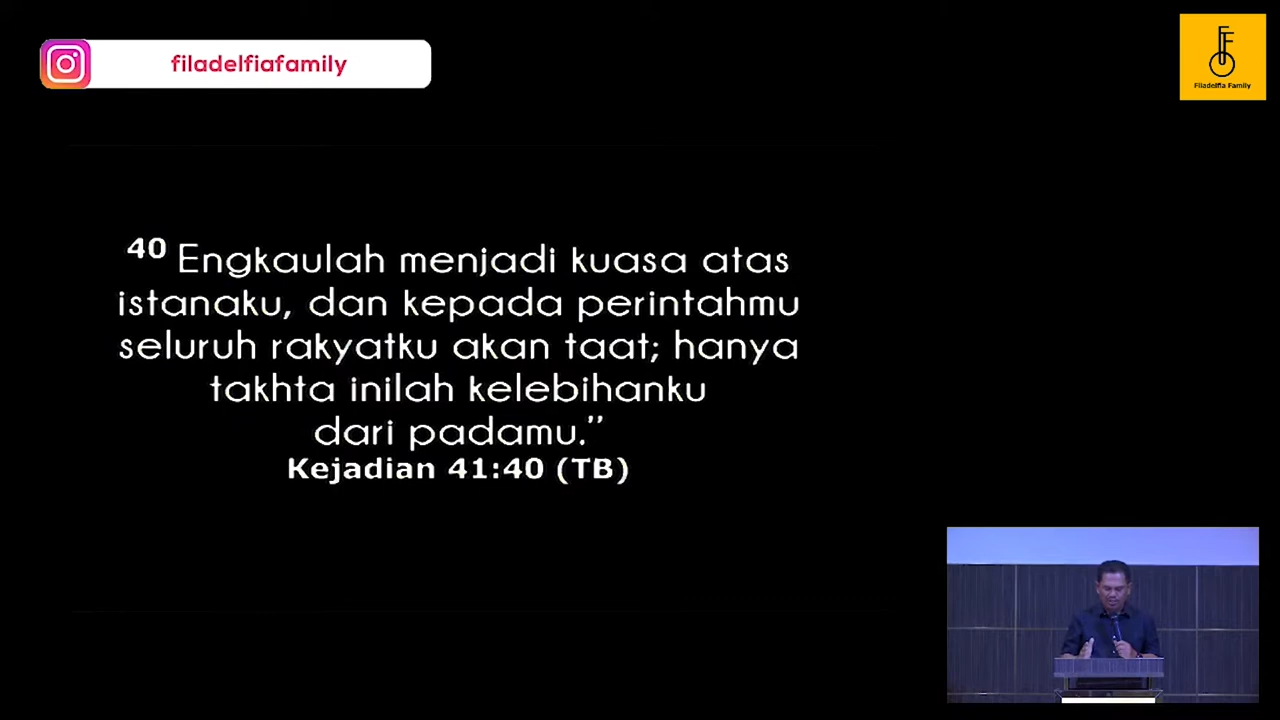 filadelfiafamily
Filadelfia Family
40 Engkaulah menjadi kuasa atas
istanaku, dan kepada perintahmu
seluruh rakyatku akan taat; hanya
takhta inilah kelebihanku
dari padamu.”
Kejadian 41:40 (TB)